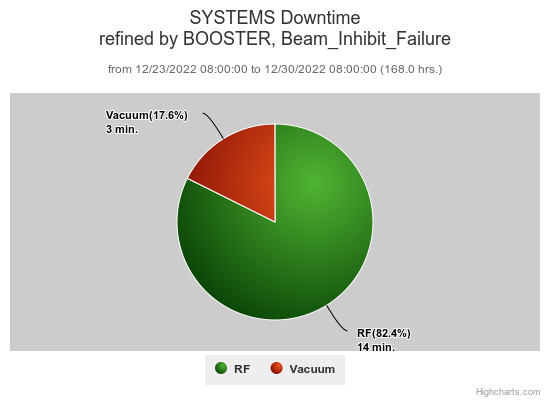 SYSTEMS Downtime
refined by BOOSTER, Beam_Inhibit_Failure
from 12/23/2022 08:00:00 to 12/30/2022 08:00:00 (168.0 hrs.)
Vacuum(17.6%)
3 min.
RF(82.4%)
14 min.
RF Vacuum
Highcharts.com